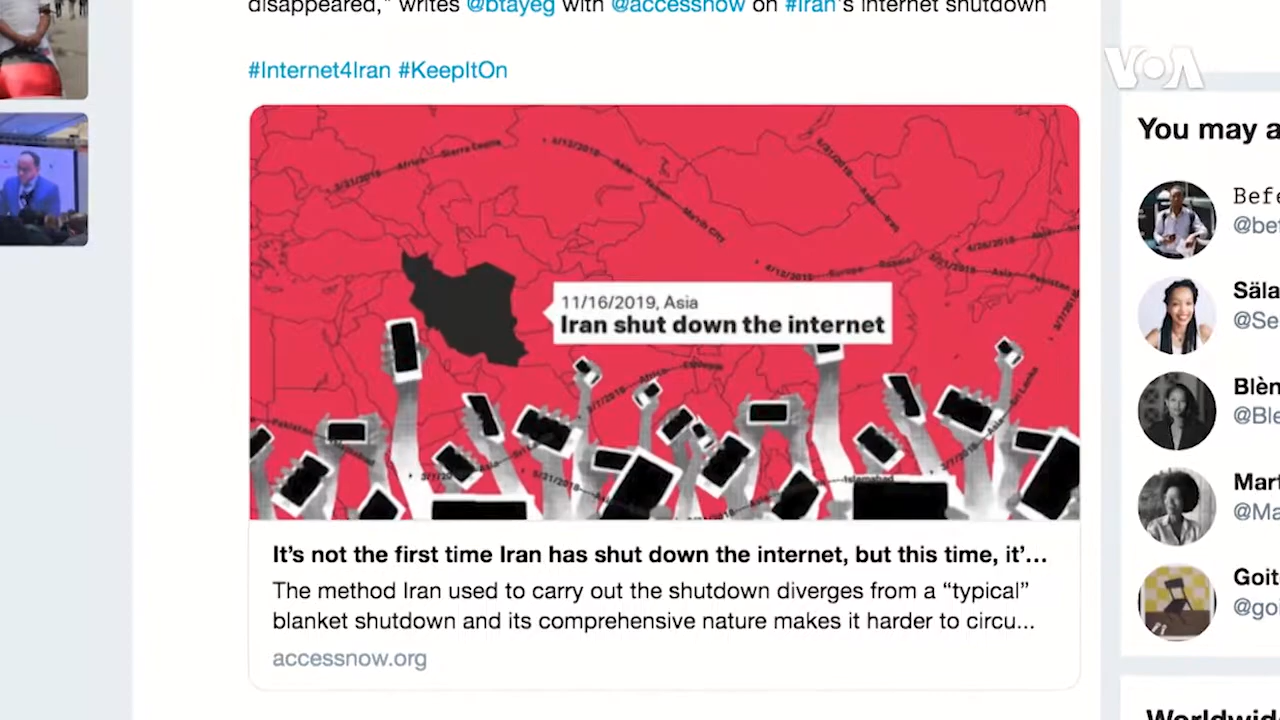 disappeared," writes @btayeg with @accessnow on #Iran's internet shutdown
#Internet4Iran #KeepItOn
VOA
11/16/2019, Asia
Iran shut down the internet
It's not the first time Iran has shut down the internet, but this time, it'...
The method Iran used to carry out the shutdown diverges from a “typical”
blanket shutdown and its comprehensive nature makes it harder to circu...
accessnow.org
You may a
Befe
@bef
Säla
@Se
Blèn
@Ble
Mart
@Ma
Goit
@goi
Worldwid